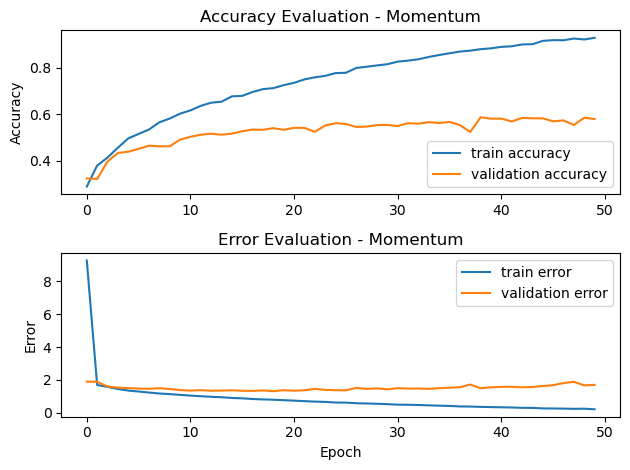 Accuracy Evaluation - Momentum
Accuracy
0.8
0.6
0.4
train accuracy
validation accuracy
0 10 20 30 40 50
Error Evaluation - Momentum
Error
8
6
4
2
0
train error
validation error
0 10 20 30 40 50
Epoch